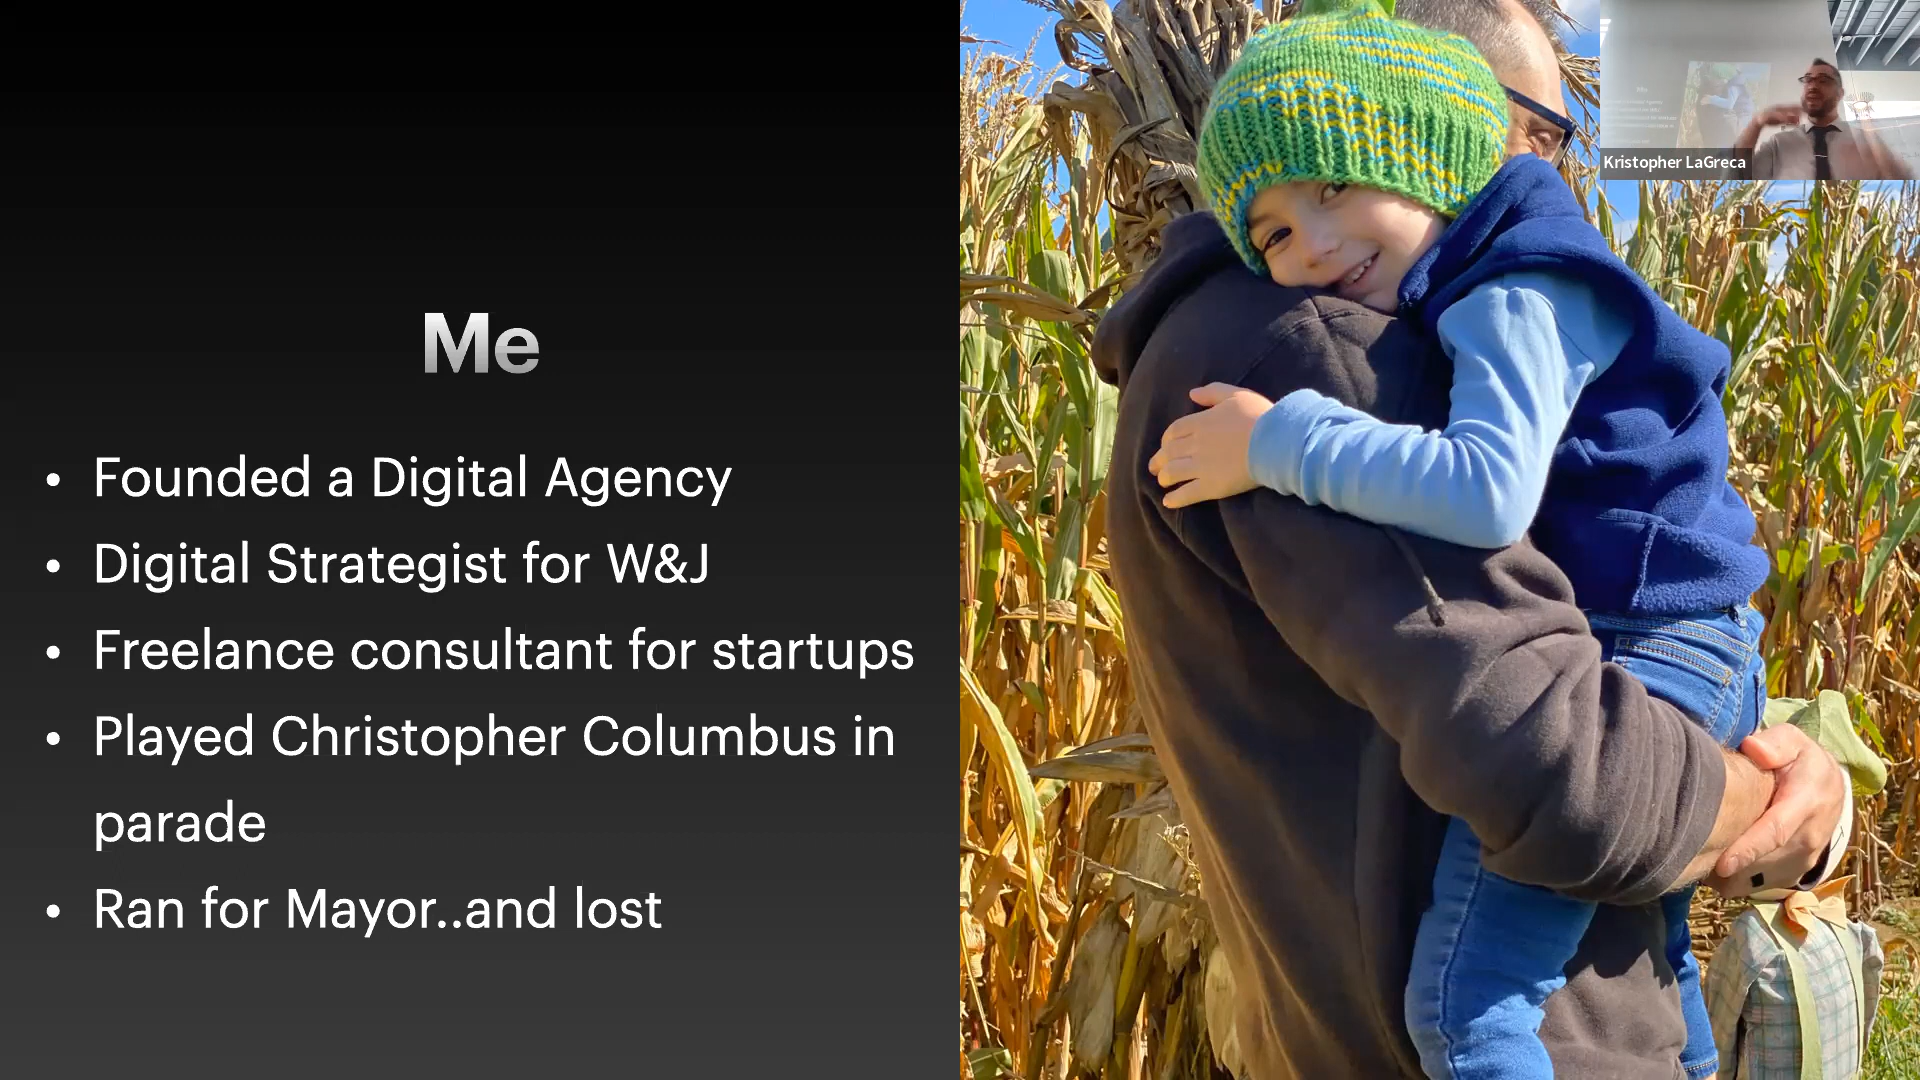 Me
• Founded a Digital Agency
• Digital Strategist for W&J
• Freelance consultant for startups
• Played Christopher Columbus in
parade
• Ran for Mayor..and lost
Kristopher LaGreca